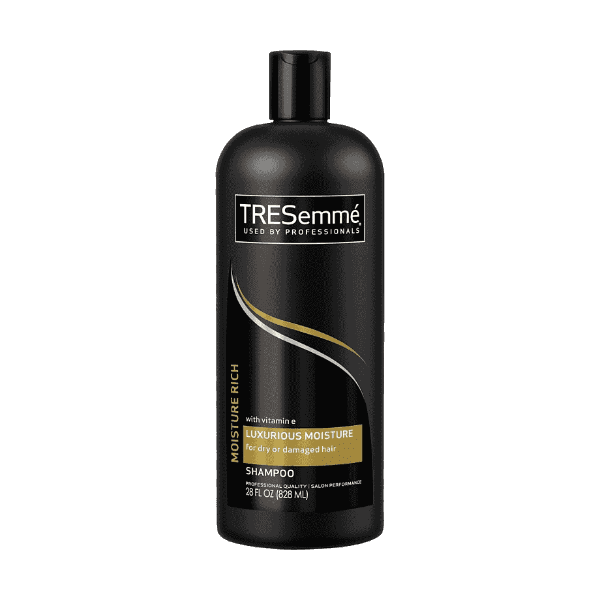 TRESemmé
USED BY PROFESSIONALS
MOISTURE RICH
with vitamin e
LUXURIOUS MOISTURE
for dry or damaged hair
SHAMPOO
PROFESSIONAL QUALITY | SALON PERFORMANCE
28 FL OZ (828 ML)